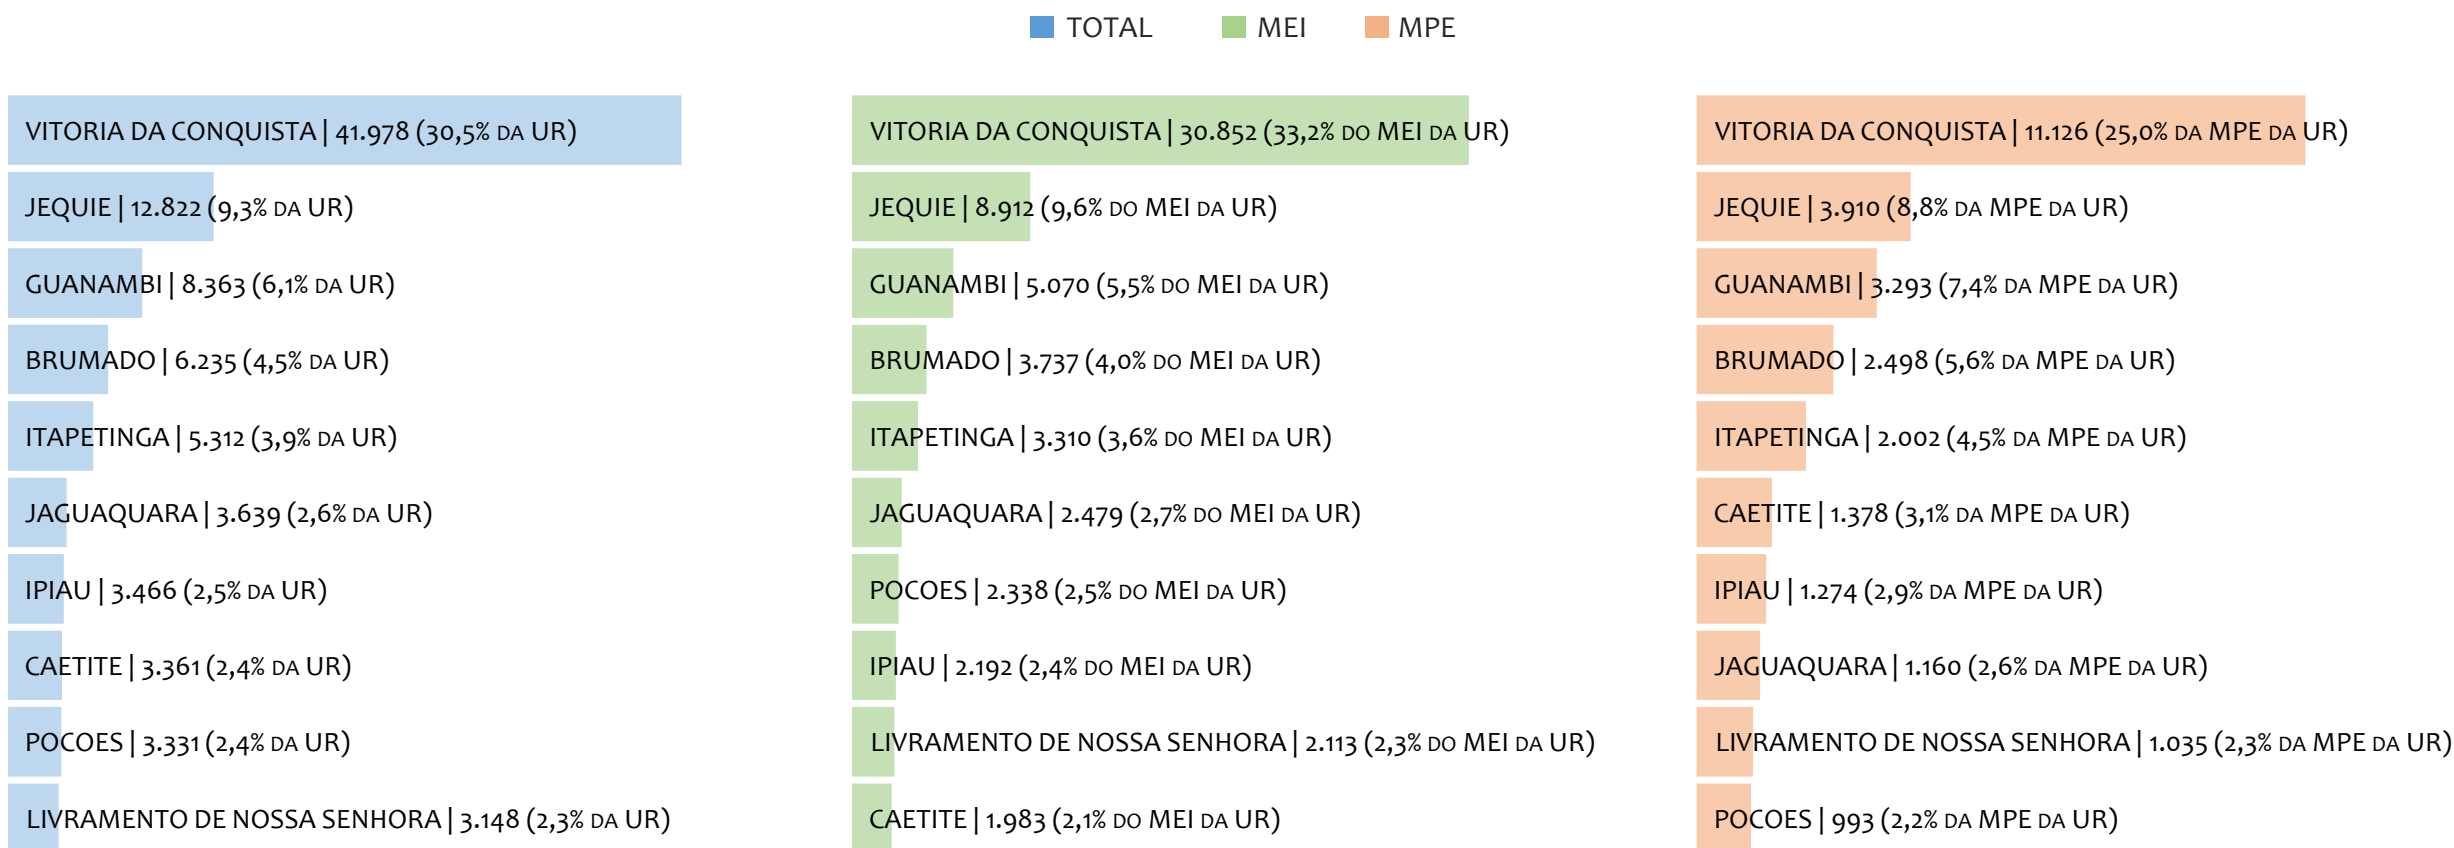 TOTAL MEI MPE
VITORIA DA CONQUISTA | 41.978 (30,5% DA UR)
JEQUIE | 12.822 (9,3% DA UR)
GUANAMBI | 8.363 (6,1% DA UR)
BRUMADO | 6.235 (4,5% DA UR)
ITAPETINGA | 5.312 (3,9% DA UR)
JAGUAQUARA | 3.639 (2,6% DA UR)
IPIAU | 3.466 (2,5% DA UR)
CAETITE | 3.361 (2,4% DA UR)
POCOES | 3.331 (2,4% DA UR)
LIVRAMENTO DE NOSSA SENHORA | 3.148 (2,3% DA UR)
VITORIA DA CONQUISTA | 30.852 (33,2% DO MEI DA UR)
JEQUIE | 8.912 (9,6% DO MEI DA UR)
GUANAMBI | 5.070 (5,5% DO MEI DA UR)
BRUMADO | 3.737 (4,0% DO MEI DA UR)
ITAPETINGA | 3.310 (3,6% DO MEI DA UR)
JAGUAQUARA | 2.479 (2,7% DO MEI DA UR)
POCOES | 2.338 (2,5% DO MEI DA UR)
IPIAU | 2.192 (2,4% DO MEI DA UR)
LIVRAMENTO DE NOSSA SENHORA | 2.113 (2,3% DO MEI DA UR)
CAETITE | 1.983 (2,1% DO MEI DA UR)
VITORIA DA CONQUISTA | 11.126 (25,0% DA MPE DA UR)
JEQUIE | 3.910 (8,8% DA MPE DA UR)
GUANAMBI | 3.293 (7,4% DA MPE DA UR)
BRUMADO | 2.498 (5,6% DA MPE DA UR)
ITAPETINGA | 2.002 (4,5% DA MPE DA UR)
CAETITE | 1.378 (3,1% DA MPE DA UR)
IPIAU | 1.274 (2,9% DA MPE DA UR)
JAGUAQUARA | 1.160 (2,6% DA MPE DA UR)
LIVRAMENTO DE NOSSA SENHORA | 1.035 (2,3% DA MPE DA UR)
POCOES | 993 (2,2% DA MPE DA UR)